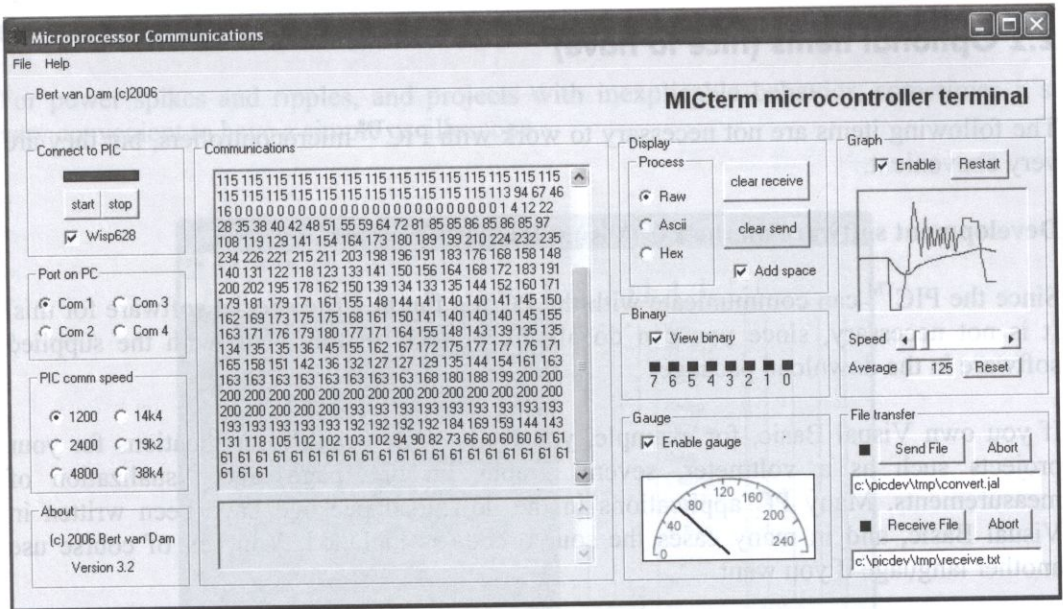 Microprocessor Communications
File Help
Bert van Dam (c)2006
MICterm microcontroller terminal
Connect to PIC
start stop
Wisp628
Port on PC
Com 1 Com 3
Com 2 Com 4
PIC comm speed
1200 14k4
2400 19k2
4800 38k4
About
(c) 2006 Bert van Dam
Version 3.2
Communications
115 115 115 115 115 115 115 115 115 115 115 115 115
115 115 115 115 115 115 115 115 115 115 113 94 67 46
16 0 0 0 0 0 0 0 0 0 0 0 0 0 0 0 0 0 0 0 0 1 4 12 22
28 35 38 40 42 48 51 55 59 64 72 81 85 85 86 85 86 85 97
108 119 129 141 154 164 173 180 189 199 210 224 232 235
234 226 221 215 211 203 198 196 191 183 176 168 158 148
140 131 122 118 123 133 141 150 156 164 168 172 183 191
200 202 195 178 162 150 139 134 133 135 144 152 160 171
179 181 179 171 161 155 148 144 141 140 140 141 145 150
162 169 173 175 175 168 161 150 141 140 140 140 145 155
163 171 176 179 180 177 171 164 155 148 143 139 135 135
134 135 135 136 145 155 162 167 172 175 177 177 176 171
165 158 151 142 136 132 127 127 129 135 144 154 161 163
163 163 163 163 163 163 163 168 180 188 199 200 200
200 200 200 200 200 200 200 200 200 200 200 200 200
200 200 200 200 193 193 193 193 193 193 193 193 193
193 193 193 193 193 192 192 192 184 169 159 144 143
131 118 105 102 102 103 102 94 90 82 73 66 60 60 60 61 61
61 61 61 61 61 61 61 61 61 61 61 61 61 61 61 61 61 61 61
61 61 61
Display
Process
Raw
Ascii
Hex
clear receive
clear send
Add space
Binary
View binary
7 6 5 4 3 2 1 0
Gauge
Enable gauge
0 40 80 120 160 200 240
Graph
Enable Restart
Speed
Average 125 Reset
File transfer
Send File Abort
c:\picdev\tmp\convert.jal
Receive File Abort
c:\picdev\tmp\receive.txt